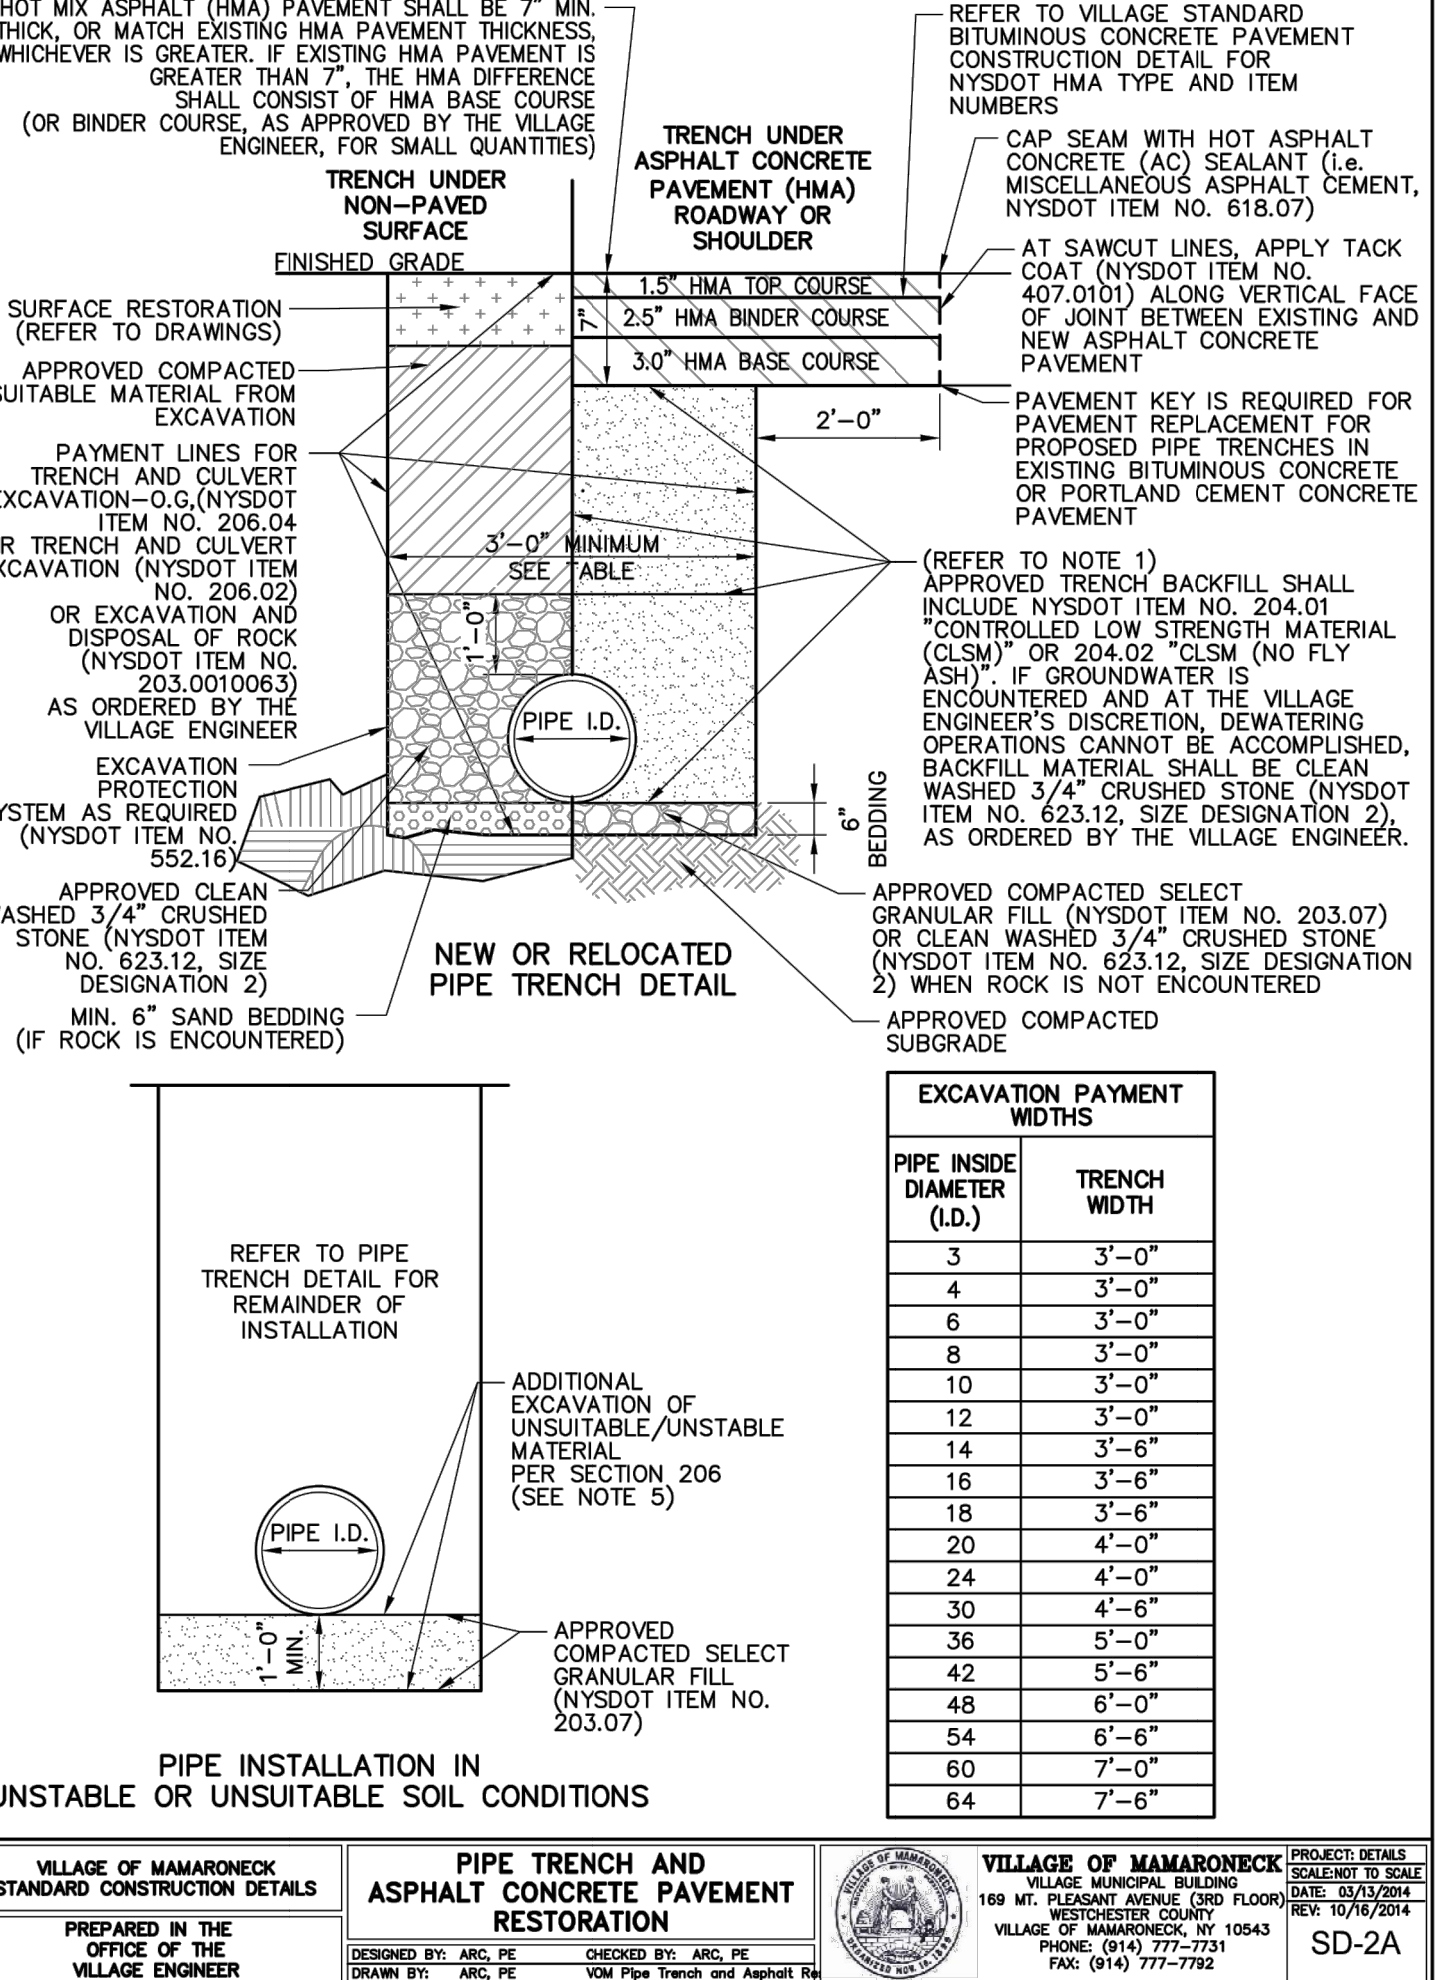 HOT MIX ASPHALT (HMA) PAVEMENT SHALL BE 7" MIN.
THICK, OR MATCH EXISTING HMA PAVEMENT THICKNESS,
WHICHEVER IS GREATER. IF EXISTING HMA PAVEMENT IS
GREATER THAN 7", THE HMA DIFFERENCE
SHALL CONSIST OF HMA BASE COURSE
(OR BINDER COURSE, AS APPROVED BY THE VILLAGE
ENGINEER, FOR SMALL QUANTITIES)
REFER TO VILLAGE STANDARD
BITUMINOUS CONCRETE PAVEMENT
CONSTRUCTION DETAIL FOR
NYSDOT HMA TYPE AND ITEM
NUMBERS
TRENCH UNDER
NON-PAVED
SURFACE
TRENCH UNDER
ASPHALT CONCRETE
PAVEMENT (HMA)
ROADWAY OR
SHOULDER
CAP SEAM WITH HOT ASPHALT
CONCRETE (AC) SEALANT (i.e.
MISCELLANEOUS ASPHALT CEMENT,
NYSDOT ITEM NO. 618.07)
FINISHED GRADE
AT SAWCUT LINES, APPLY TACK
COAT (NYSDOT ITEM NO.
407.0101) ALONG VERTICAL FACE
OF JOINT BETWEEN EXISTING AND
NEW ASPHALT CONCRETE
PAVEMENT
SURFACE RESTORATION
(REFER TO DRAWINGS)
1.5" HMA TOP COURSE
7"
2.5" HMA BINDER COURSE
3.0" HMA BASE COURSE
APPROVED COMPACTED
SUITABLE MATERIAL FROM
EXCAVATION
2'-0"
PAVEMENT KEY IS REQUIRED FOR
PAVEMENT REPLACEMENT FOR
PROPOSED PIPE TRENCHES IN
EXISTING BITUMINOUS CONCRETE
OR PORTLAND CEMENT CONCRETE
PAVEMENT
PAYMENT LINES FOR
TRENCH AND CULVERT
EXCAVATION-O.G,(NYSDOT
ITEM NO. 206.04
R TRENCH AND CULVERT
EXCAVATION (NYSDOT ITEM
NO. 206.02)
OR EXCAVATION AND
DISPOSAL OF ROCK
(NYSDOT ITEM NO.
203.0010063)
AS ORDERED BY THE
VILLAGE ENGINEER
3'-0" MINIMUM
SEE TABLE
1'-0"
PIPE I.D.
(REFER TO NOTE 1)
APPROVED TRENCH BACKFILL SHALL
INCLUDE NYSDOT ITEM NO. 204.01
"CONTROLLED LOW STRENGTH MATERIAL
(CLSM)" OR 204.02 "CLSM (NO FLY
ASH)". IF GROUNDWATER IS
ENCOUNTERED AND AT THE VILLAGE
ENGINEER'S DISCRETION, DEWATERING
OPERATIONS CANNOT BE ACCOMPLISHED,
BACKFILL MATERIAL SHALL BE CLEAN
WASHED 3/4" CRUSHED STONE (NYSDOT
ITEM NO. 623.12, SIZE DESIGNATION 2),
AS ORDERED BY THE VILLAGE ENGINEER.
EXCAVATION
PROTECTION
YSTEM AS REQUIRED
(NYSDOT ITEM NO.
552.16)
6"
BEDDING
APPROVED CLEAN
WASHED 3/4" CRUSHED
STONE (NYSDOT ITEM
NO. 623.12, SIZE
DESIGNATION 2)
APPROVED COMPACTED SELECT
GRANULAR FILL (NYSDOT ITEM NO. 203.07)
OR CLEAN WASHED 3/4" CRUSHED STONE
(NYSDOT ITEM NO. 623.12, SIZE DESIGNATION
2) WHEN ROCK IS NOT ENCOUNTERED
NEW OR RELOCATED
PIPE TRENCH DETAIL
MIN. 6" SAND BEDDING
(IF ROCK IS ENCOUNTERED)
APPROVED COMPACTED
SUBGRADE
REFER TO PIPE
TRENCH DETAIL FOR
REMAINDER OF
INSTALLATION
ADDITIONAL
EXCAVATION OF
UNSUITABLE/UNSTABLE
MATERIAL
PER SECTION 206
(SEE NOTE 5)
PIPE I.D.
1'-0"
MIN.
APPROVED
COMPACTED SELECT
GRANULAR FILL
(NYSDOT ITEM NO.
203.07)
PIPE INSTALLATION IN
UNSTABLE OR UNSUITABLE SOIL CONDITIONS
EXCAVATION PAYMENT
WIDTHS
PIPE INSIDE
DIAMETER
(I.D.)
TRENCH
WIDTH
3 3'-0"
4 3'-0"
6 3'-0"
8 3'-0"
10 3'-0"
12 3'-0"
14 3'-6"
16 3'-6"
18 3'-6"
20 4'-0"
24 4'-0"
30 4'-6"
36 5'-0"
42 5'-6"
48 6'-0"
54 6'-6"
60 7'-0"
64 7'-6"
VILLAGE OF MAMARONECK
STANDARD CONSTRUCTION DETAILS
PREPARED IN THE
OFFICE OF THE
VILLAGE ENGINEER
PIPE TRENCH AND
ASPHALT CONCRETE PAVEMENT
RESTORATION
DESIGNED BY: ARC, PE CHECKED BY: ARC, PE
DRAWN BY: ARC, PE VOM Pipe Trench and Asphalt Re
VILLAGE OF MAMARONECK
ORGANIZED NOV. 18, 1895
VILLAGE OF MAMARONECK
VILLAGE MUNICIPAL BUILDING
169 MT. PLEASANT AVENUE (3RD FLOOR)
WESTCHESTER COUNTY
VILLAGE OF MAMARONECK, NY 10543
PHONE: (914) 777-7731
FAX: (914) 777-7792
PROJECT: DETAILS
SCALE:NOT TO SCALE
DATE: 03/13/2014
REV: 10/16/2014
SD-2A